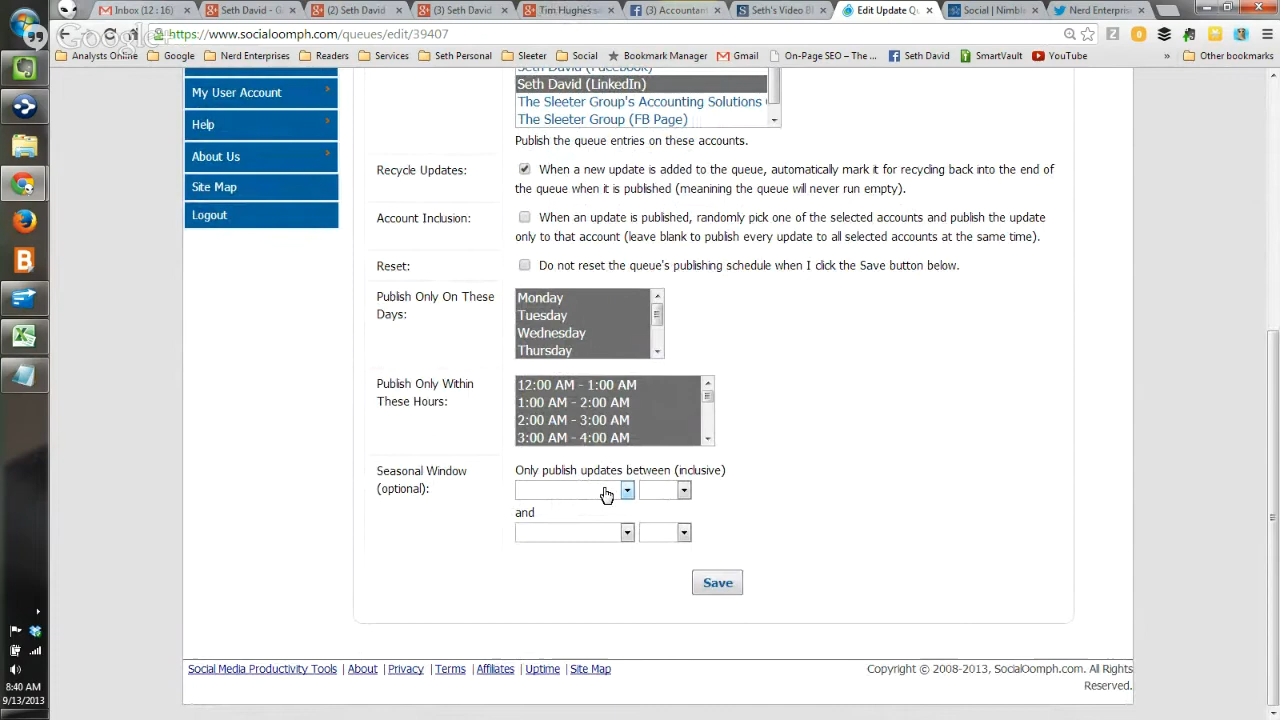 Inbox (12:16)
Seth David - G
(2) Seth David
(3) Seth David
Tim Hughes's
(3) Accountan
Seth's Video Bl
Edit Update Qu
Social | Nimble
Nerd Enterprise
https://www.socialoomph.com/queues/edit/39407
Analysts Online
Google
Nerd Enterprises
Readers
Services
Seth Personal
Sleeter
Social
Bookmark Manager
Gmail
On-Page SEO – The ...
Seth David
SmartVault
YouTube
»
Other bookmarks
Seth David (Facebook)
Seth David (LinkedIn)
The Sleeter Group's Accounting Solutions
The Sleeter Group (FB Page)
Publish the queue entries on these accounts.
My User Account
Help
About Us
Site Map
Logout
Recycle Updates:
When a new update is added to the queue, automatically mark it for recycling back into the end of
the queue when it is published (meanining the queue will never run empty).
Account Inclusion:
When an update is published, randomly pick one of the selected accounts and publish the update
only to that account (leave blank to publish every update to all selected accounts at the same time).
Reset:
Do not reset the queue's publishing schedule when I click the Save button below.
Publish Only On These
Days:
Monday
Tuesday
Wednesday
Thursday
Publish Only Within
These Hours:
12:00 AM - 1:00 AM
1:00 AM - 2:00 AM
2:00 AM - 3:00 AM
3:00 AM - 4:00 AM
Seasonal Window
(optional):
Only publish updates between (inclusive)
and
Save
Social Media Productivity Tools | About | Privacy | Terms | Affiliates | Uptime | Site Map
Copyright © 2008-2013, SocialOomph.com. All Rights
Reserved.
8:40 AM
9/13/2013